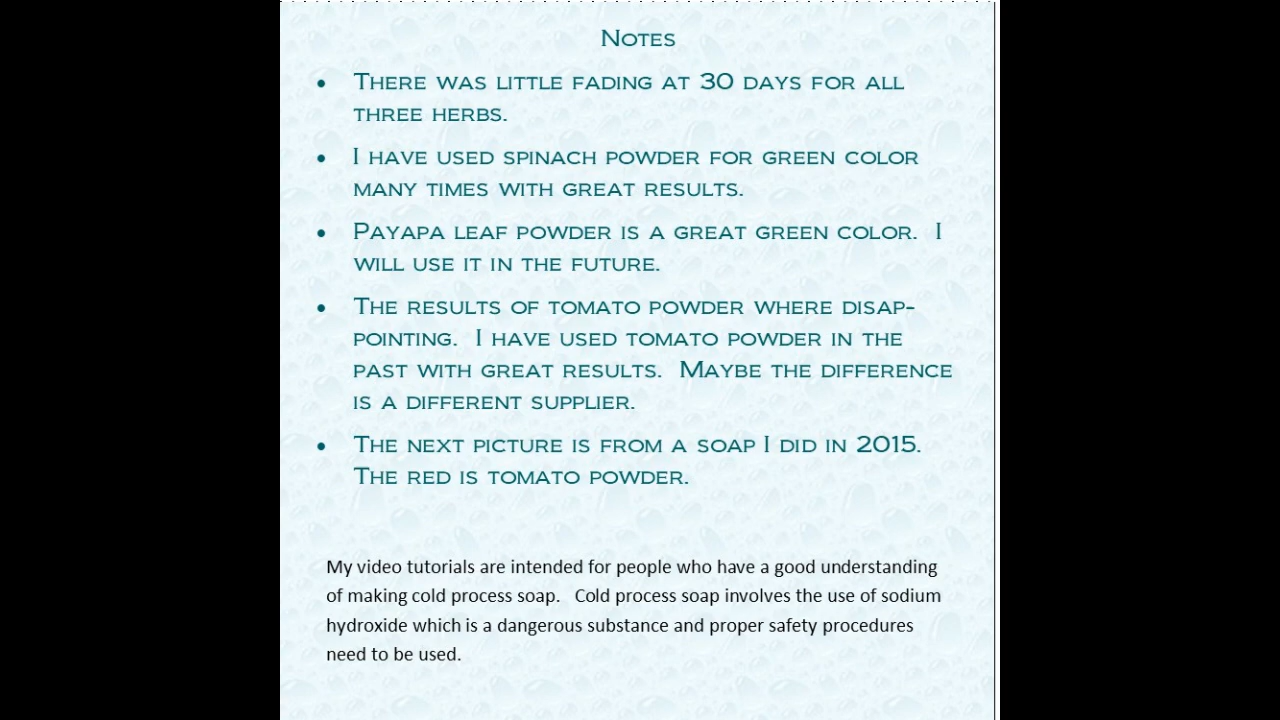 Notes
• There was little fading at 30 days for all
three herbs.
• I have used spinach powder for green color
many times with great results.
• Payapa leaf powder is a great green color. I
will use it in the future.
• The results of tomato powder where disap-
pointing. I have used tomato powder in the
past with great results. Maybe the difference
is a different supplier.
• The next picture is from a soap I did in 2015.
The red is tomato powder.
My video tutorials are intended for people who have a good understanding
of making cold process soap. Cold process soap involves the use of sodium
hydroxide which is a dangerous substance and proper safety procedures
need to be used.